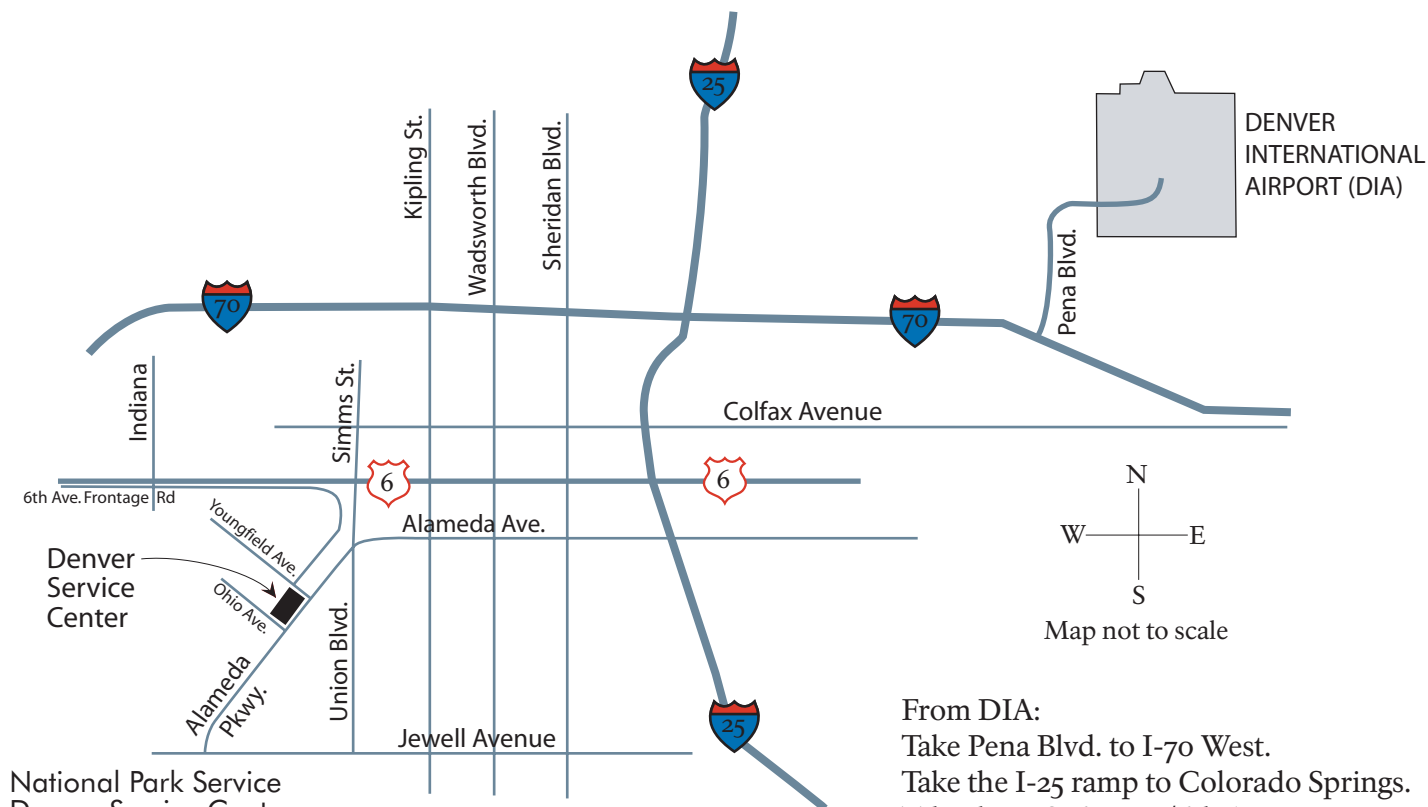 25
Kipling St.
Wadsworth Blvd.
Sheridan Blvd.
DENVER
INTERNATIONAL
AIRPORT (DIA)
Pena Blvd.
70
70
Indiana
Simms St.
Colfax Avenue
6
6
6th Ave. Frontage Rd
Youngfield Ave.
Alameda Ave.
Denver
Service
Center
Ohio Ave.
N
W
E
S
Map not to scale
Union Blvd.
Alameda
Pkwy.
25
Jewell Avenue
National Park Service
From DIA:
Take Pena Blvd. to I-70 West.
Take the I-25 ramp to Colorado Springs.